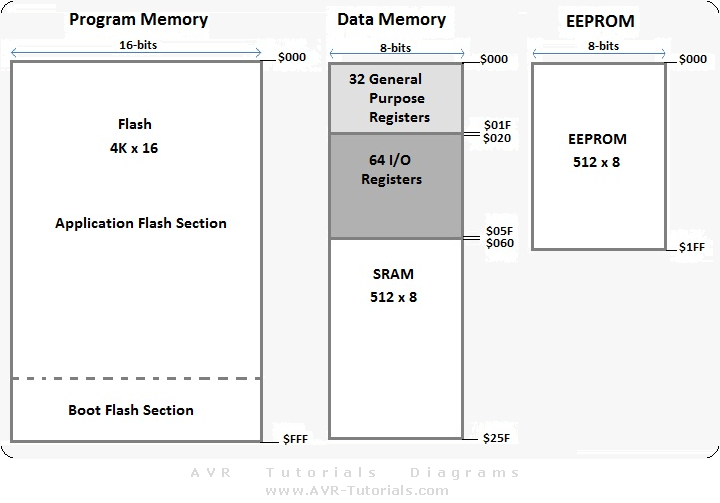 Program Memory
16-bits
$000
Flash
4K x 16
Application Flash Section
Boot Flash Section
$FFF
Data Memory
8-bits
$000
32 General
Purpose
Registers
$01F
$020
64 I/O
Registers
$05F
$060
SRAM
512 x 8
$25F
EEPROM
8-bits
$000
EEPROM
512 x 8
$1FF
AVR Tutorials Diagrams
www.AVR-Tutorials.com